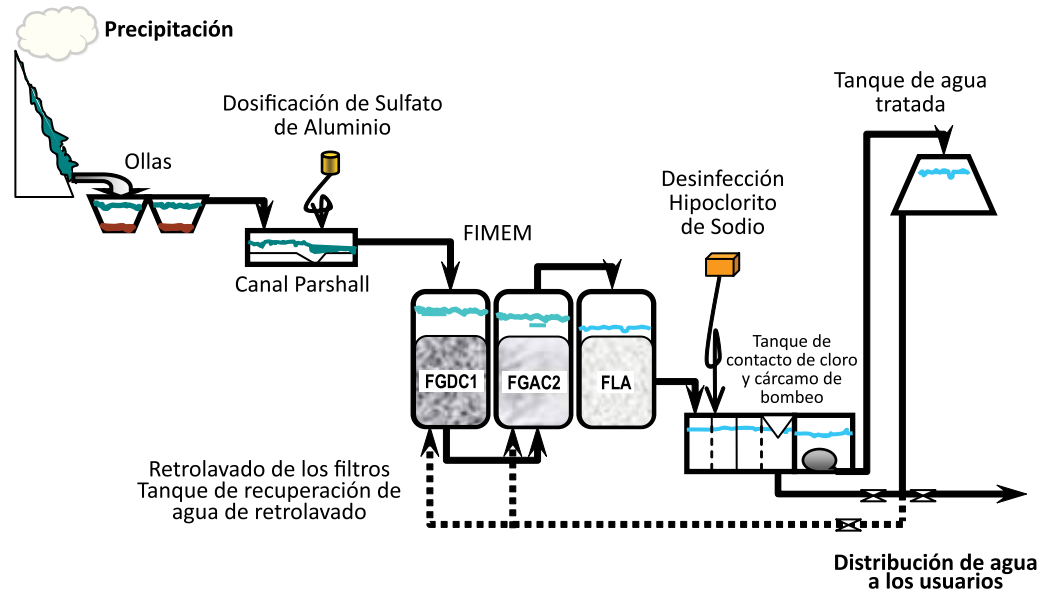 Precipitación
Ollas
Dosificación de Sulfato
de Aluminio
Canal Parshall
FIMEM
FGDC1
FGAC2
FLA
Desinfección
Hipoclorito
de Sodio
Tanque de
contacto de cloro
y cárcamo de
bombeo
Tanque de agua
tratada
Retrolavado de los filtros
Tanque de recuperación de
agua de retrolavado
Distribución de agua
a los usuarios